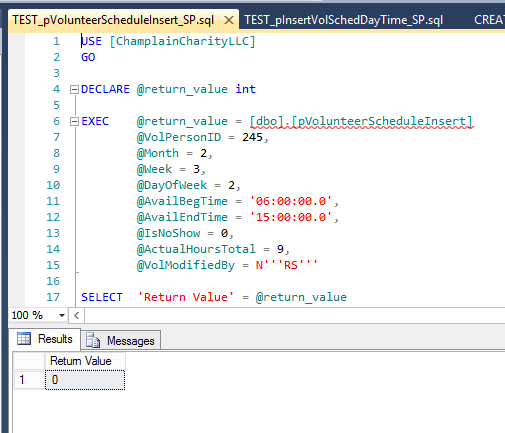 TEST_pVolunteerScheduleInsert_SP.sql X TEST_pInsertVolSchedDayTime_SP.sql CREA
1 USE [ChamplainCharityLLC]
2 GO
3
4 DECLARE @return_value int
5
6 EXEC @return_value = [dbo].[pVolunteerScheduleInsert]
7 @VolPersonID = 245,
8 @Month = 2,
9 @Week = 3,
10 @DayOfWeek = 2,
11 @AvailBegTime = '06:00:00.0',
12 @AvailEndTime = '15:00:00.0',
13 @IsNoShow = 0,
14 @ActualHoursTotal = 9,
15 @VolModifiedBy = N'''RS'''
16
17 SELECT 'Return Value' = @return_value
100 %
Results Messages
Return Value
1 0